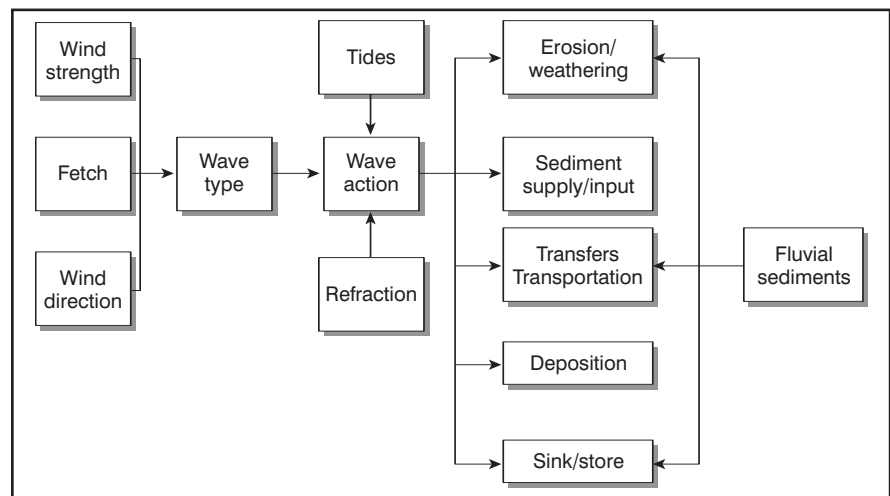 Wind
strength
Fetch
Wind
direction
Wave
type
Tides
Wave
action
Refraction
Erosion/
weathering
Sediment
supply/input
Transfers
Transportation
Deposition
Sink/store
Fluvial
sediments